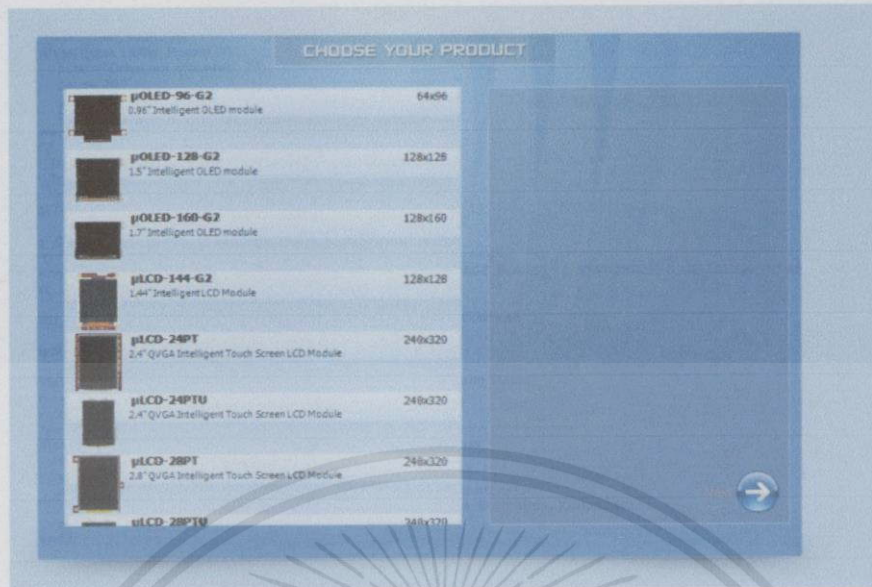 CHOOSE YOUR PRODUCT
µOLED-96-G2 64x96
0.96" Intelligent OLED module
µOLED-128-G2 128x128
1.5" Intelligent OLED module
µOLED-160-G2 128x160
1.7" Intelligent OLED module
µLCD-144-G2 128x128
1.44" Intelligent LCD Module
µLCD-24PT 240x320
2.4" QVGA Intelligent Touch Screen LCD Module
µLCD-24PTU 240x320
2.4" QVGA Intelligent Touch Screen LCD Module
µLCD-28PT 240x320
2.8" QVGA Intelligent Touch Screen LCD Module
µLCD-28PTU 240x320